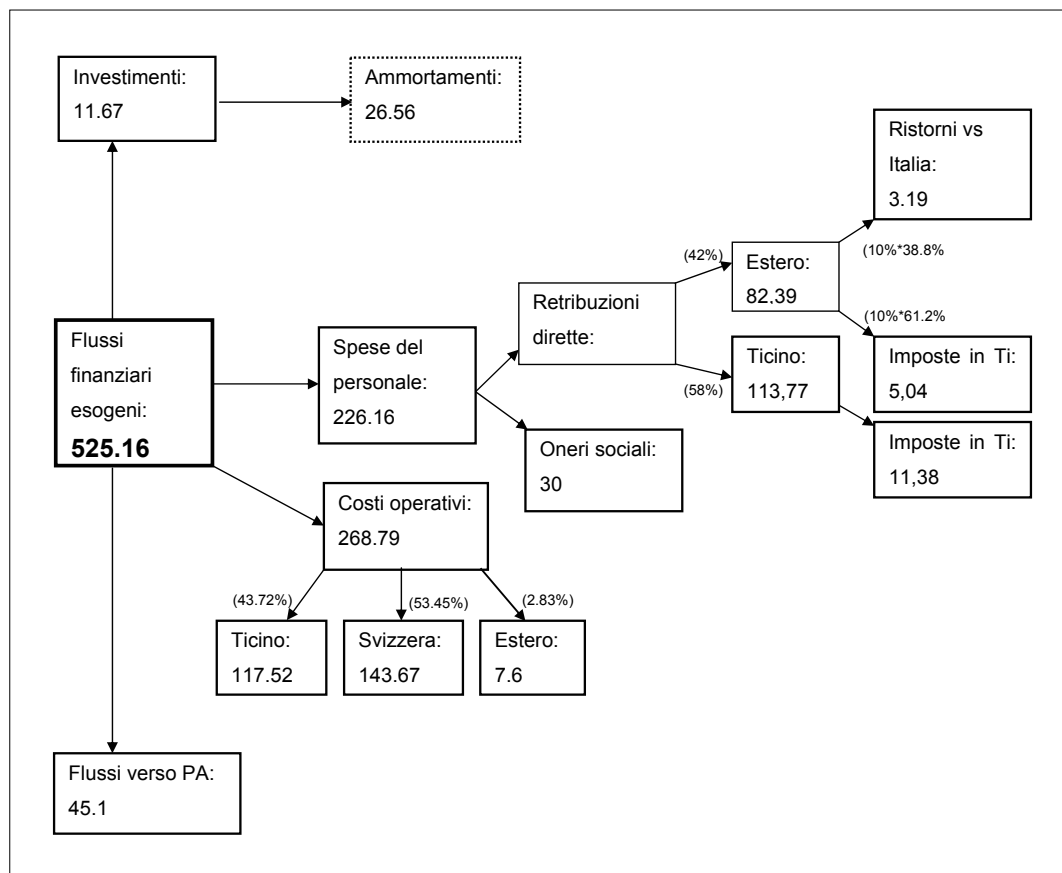 Investimenti:
11.67
Ammortamenti:
26.56
Ristorni vs
Italia:
3.19
(42%)
Estero:
82,39
(10%*38.8%
Retribuzioni
dirette:
(10%*61.2%
Flussi
finanziari
esogeni:
525.16
Spese del
personale:
226.16
(58%)
Ticino:
113,77
Imposte in Ti:
5,04
Imposte in Ti:
11,38
Oneri sociali:
30
Costi operativi:
268.79
(43.72%)
(53.45%)
(2.83%)
Ticino:
117.52
Svizzera:
143.67
Estero:
7.6
Flussi verso PA:
45.1